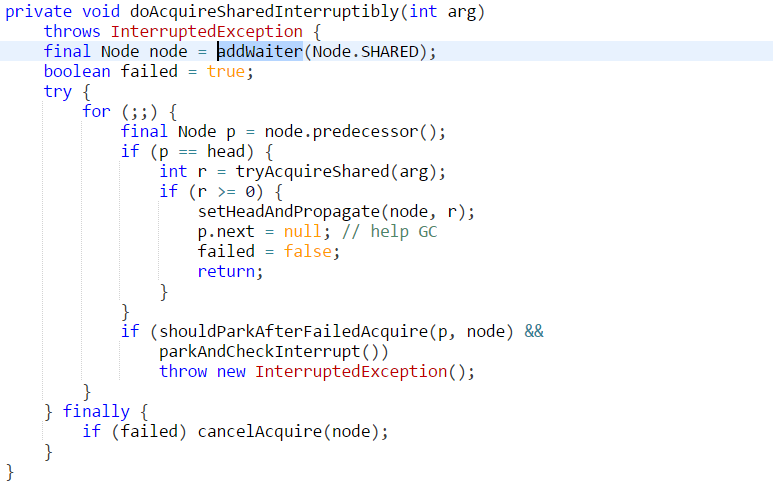 private void doAcquireSharedInterruptibly(int arg)
    throws InterruptedException {
    final Node node = addWaiter(Node.SHARED);
    boolean failed = true;
    try {
        for (;;) {
            final Node p = node.predecessor();
            if (p == head) {
                int r = tryAcquireShared(arg);
                if (r >= 0) {
                    setHeadAndPropagate(node, r);
                    p.next = null; // help GC
                    failed = false;
                    return;
                }
            }
            if (shouldParkAfterFailedAcquire(p, node) &&
                parkAndCheckInterrupt())
                throw new InterruptedException();
        }
    } finally {
        if (failed) cancelAcquire(node);
    }
}